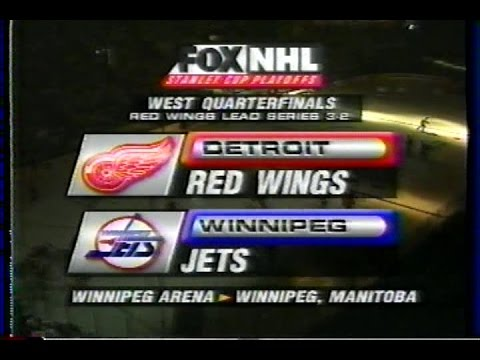 FOX NHL
STANLEY CUP PLAYOFFS
WEST QUARTERFINALS
RED WINGS LEAD SERIES 3-2
DETROIT
RED WINGS
WINNIPEG
JETS
JETS
WINNIPEG ARENA ► WINNIPEG, MANITOBA